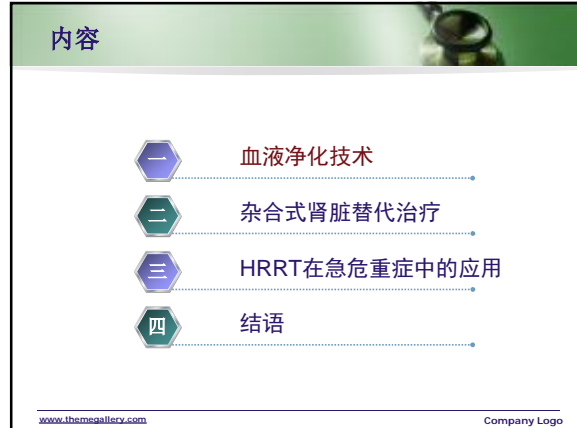 内容
一 血液净化技术
二 杂合式肾脏替代治疗
三 HRRT在急危重症中的应用
四 结语
www.themegallery.com Company Logo